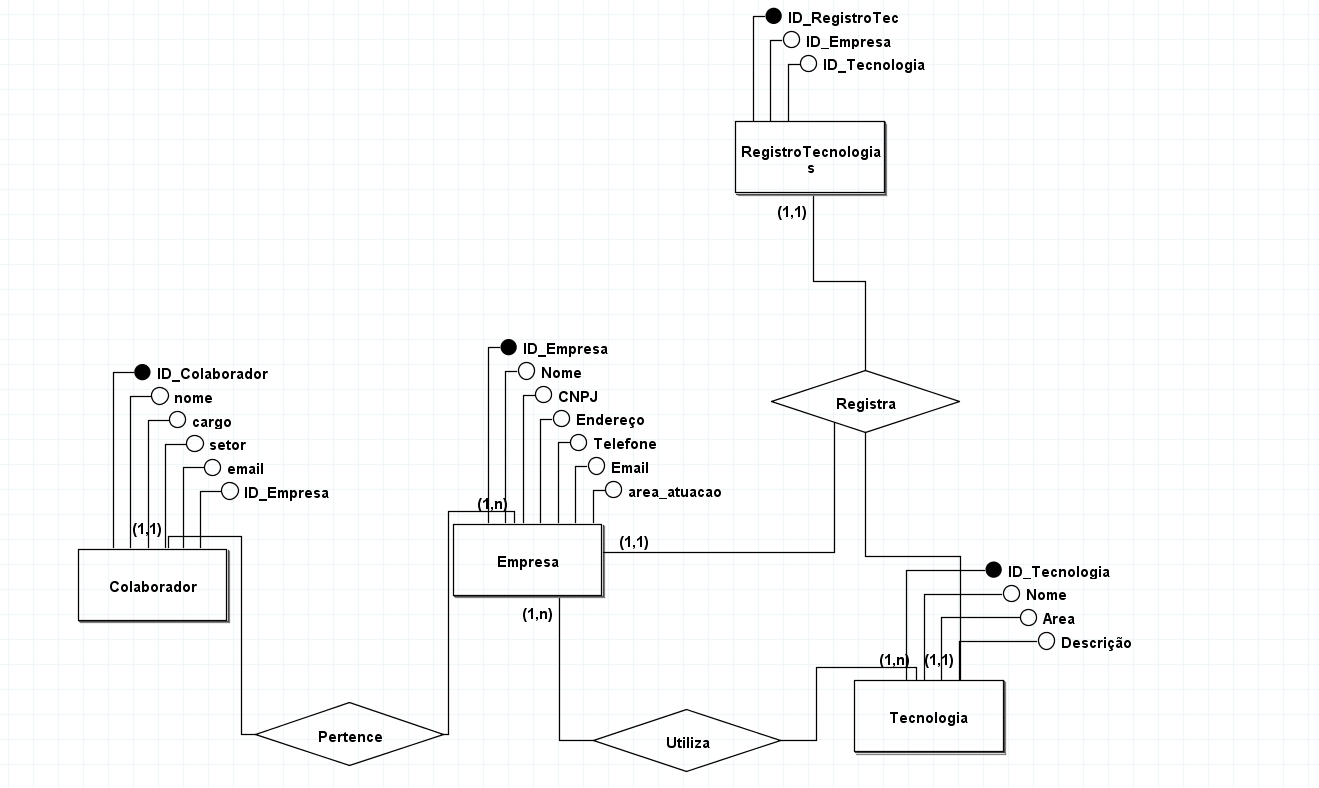 ID_RegistroTec
ID_Empresa
ID_Tecnologia
RegistroTecnologia
s
(1,1)
Registra
ID_Empresa
Nome
CNPJ
Endereço
Telefone
Email
area_atuacao
(1,n)
Empresa
(1,1)
(1,n)
ID_Colaborador
nome
cargo
setor
email
ID_Empresa
(1,1)
Colaborador
Pertence
Utiliza
ID_Tecnologia
Nome
Area
Descrição
(1,n)
(1,1)
Tecnologia